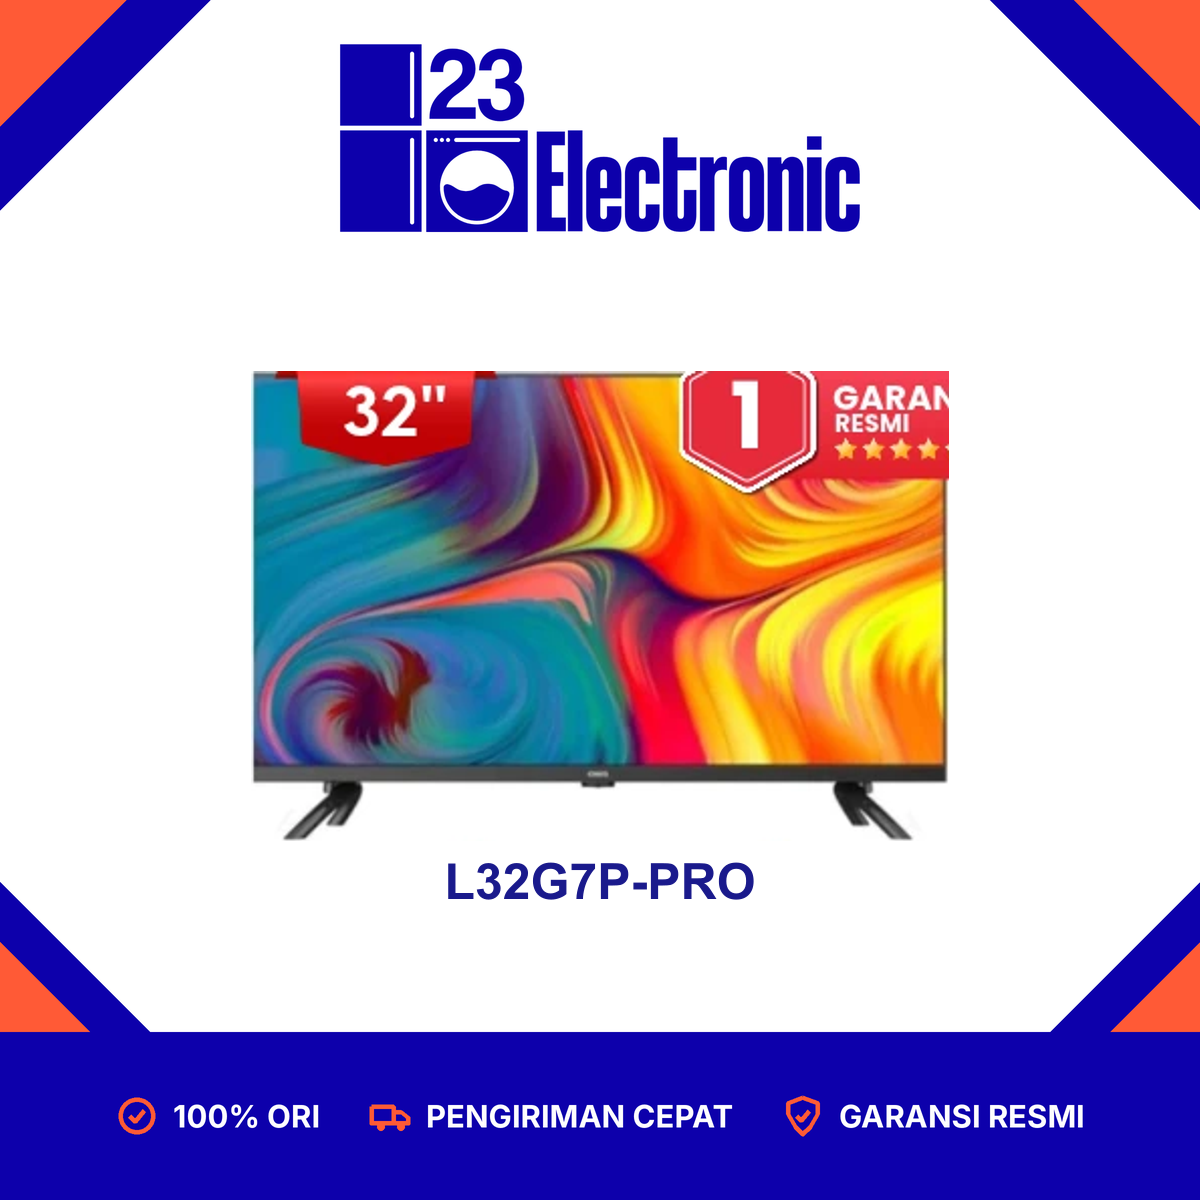 23
Electronic
32"
1
GARAN
RESMI
L32G7P-PRO
100% ORI
PENGIRIMAN CEPAT
GARANSI RESMI